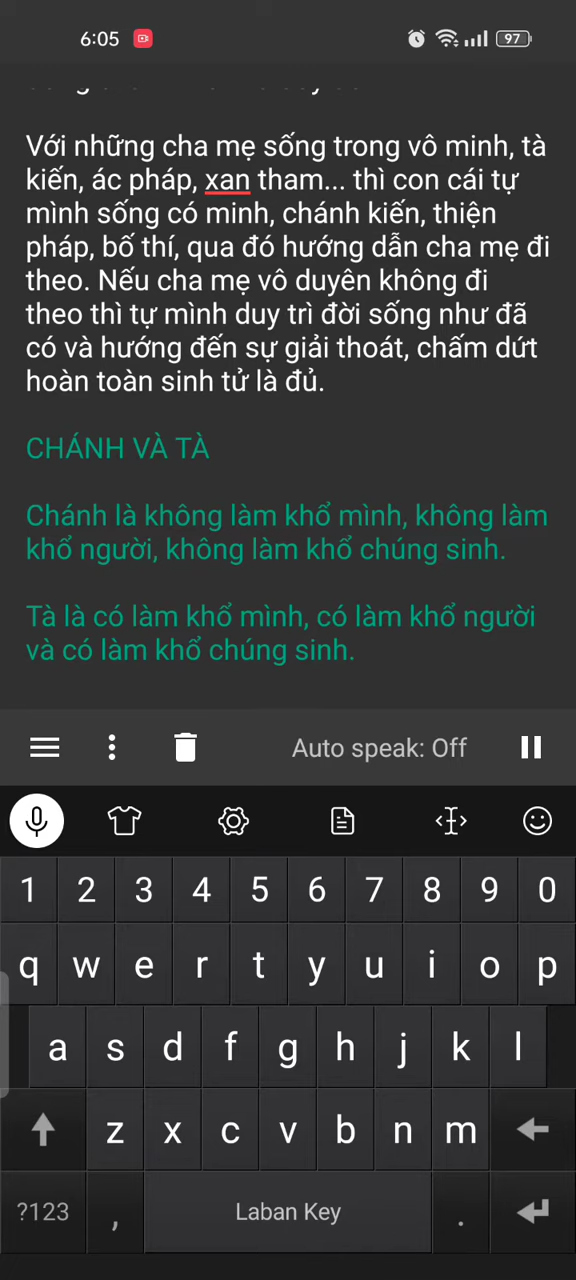 6:05
97
Với những cha mẹ sống trong vô minh, tà
kiến, ác pháp, xan tham... thì con cái tự
mình sống có minh, chánh kiến, thiện
pháp, bố thí, qua đó hướng dẫn cha mẹ đi
theo. Nếu cha mẹ vô duyên không đi
theo thì tự mình duy trì đời sống như đã
có và hướng đến sự giải thoát, chấm dứt
hoàn toàn sinh tử là đủ.
CHÁNH VÀ TÀ
Chánh là không làm khổ mình, không làm
khổ người, không làm khổ chúng sinh.
Tà là có làm khổ mình, có làm khổ người
và có làm khổ chúng sinh.
Auto speak: Off
1 2 3 4 5 6 7 8 9 0
q w e r t y u i o p
a s d f g h j k l
z x c v b n m
?123 , Laban Key .